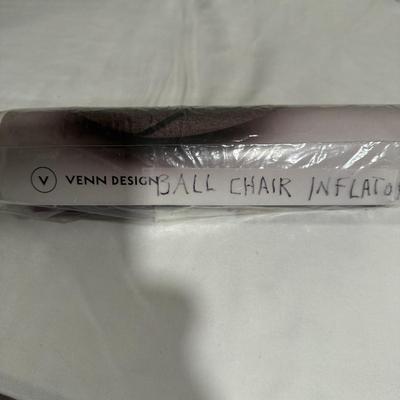 V VENN DESIGN BALL CHAIR INFLATO